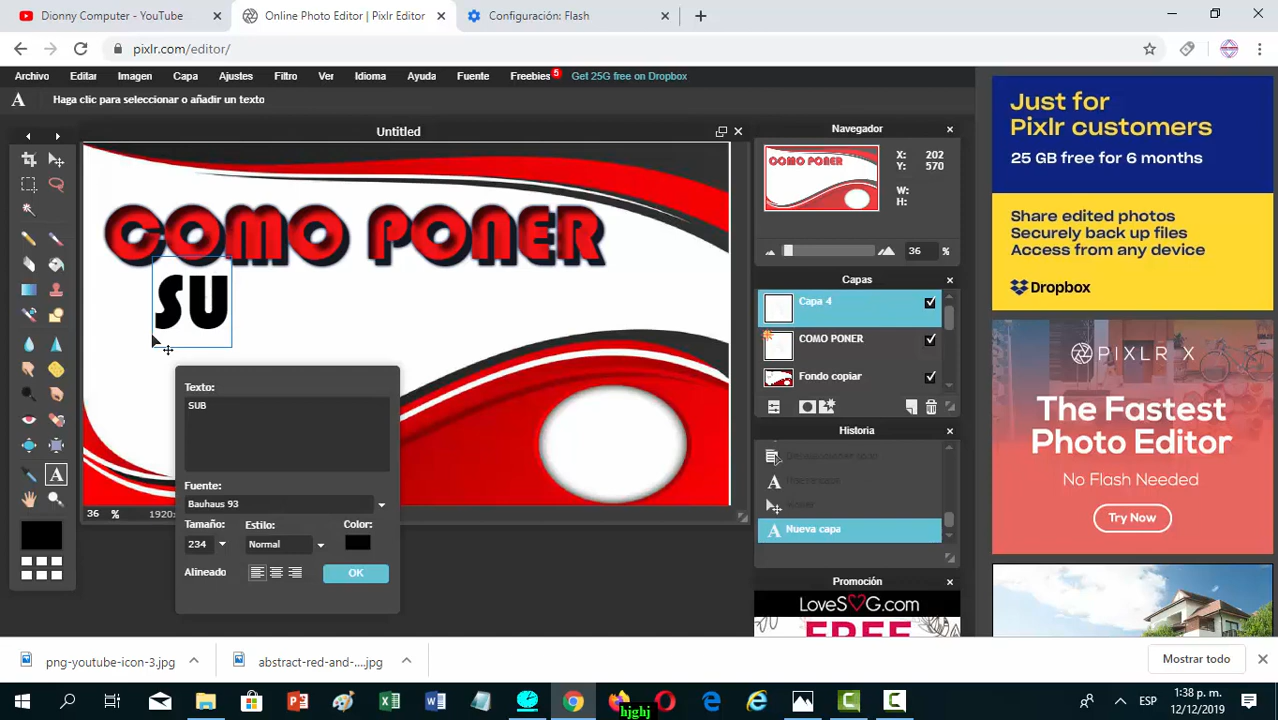 Dionny Computer - YouTube
Online Photo Editor | Pixlr Editor
Configuración: Flash
pixlr.com/editor/
Archivo Editar Imagen Capa Ajustes Filtro Ver Idioma Ayuda Fuente Freebies 5 Get 25G free on Dropbox
A Haga clic para seleccionar o añadir un texto
Untitled
COMO PONER
SU
Texto:
SUB
Fuente:
Bauhaus 93
Tamaño: Estilo: Color:
234 Normal
Alineado OK
36 % 1920
Navegador
COMO PONER
X: 202
Y: 570
W:
H:
36 %
Capas
Capa 4
COMO PONER
Fondo copiar
Historia
Nueva capa
Promoción
LoveSVG.com
FREE
Just for
Pixlr customers
25 GB free for 6 months
Share edited photos
Securely back up files
Access from any device
Dropbox
PIXLR X
The Fastest
Photo Editor
No Flash Needed
Try Now
png-youtube-icon-3.jpg
abstract-red-and-....jpg
Mostrar todo
hjghj
ESP
1:38 p. m.
12/12/2019